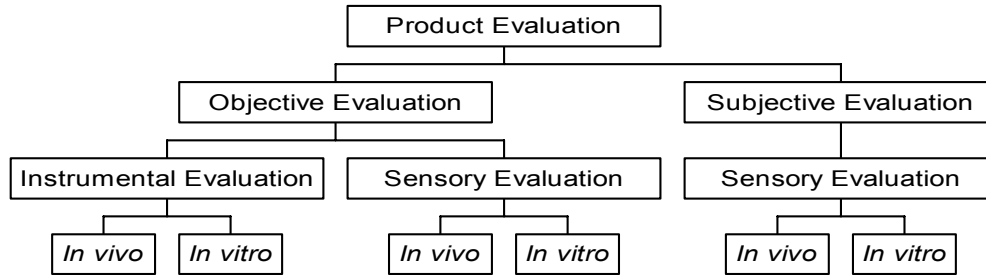 Product Evaluation
Objective Evaluation
Subjective Evaluation
Instrumental Evaluation
Sensory Evaluation
Sensory Evaluation
In vivo
In vitro
In vivo
In vitro
In vivo
In vitro